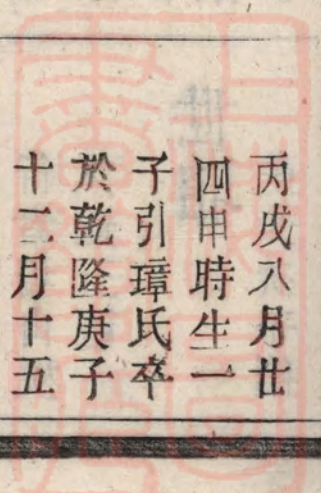 丙戌八月廿
四申時生一
子引璋氏卒
於乾隆庚子
十二月十五